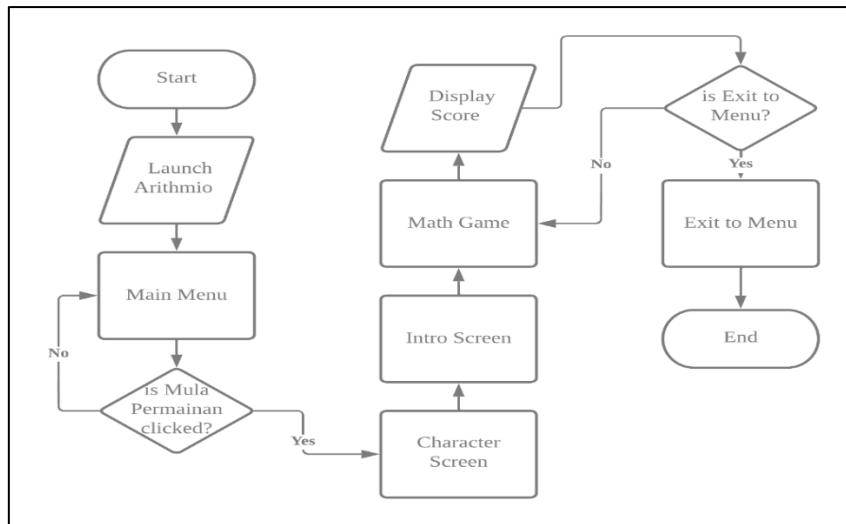 Start
Launch
Arithmio
Main Menu
No
is Mula
Permainan
clicked?
Yes
Character
Screen
Intro Screen
Math Game
Display
Score
is Exit to
Menu?
No
Yes
Exit to Menu
End